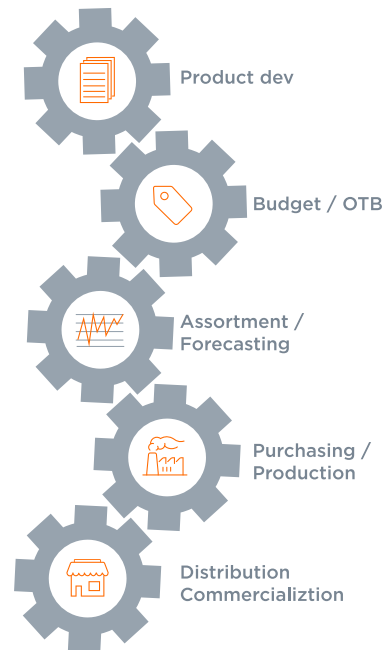 Product dev
Budget / OTB
Assortment /
Forecasting
Purchasing /
Production
Distribution
Commercializtion